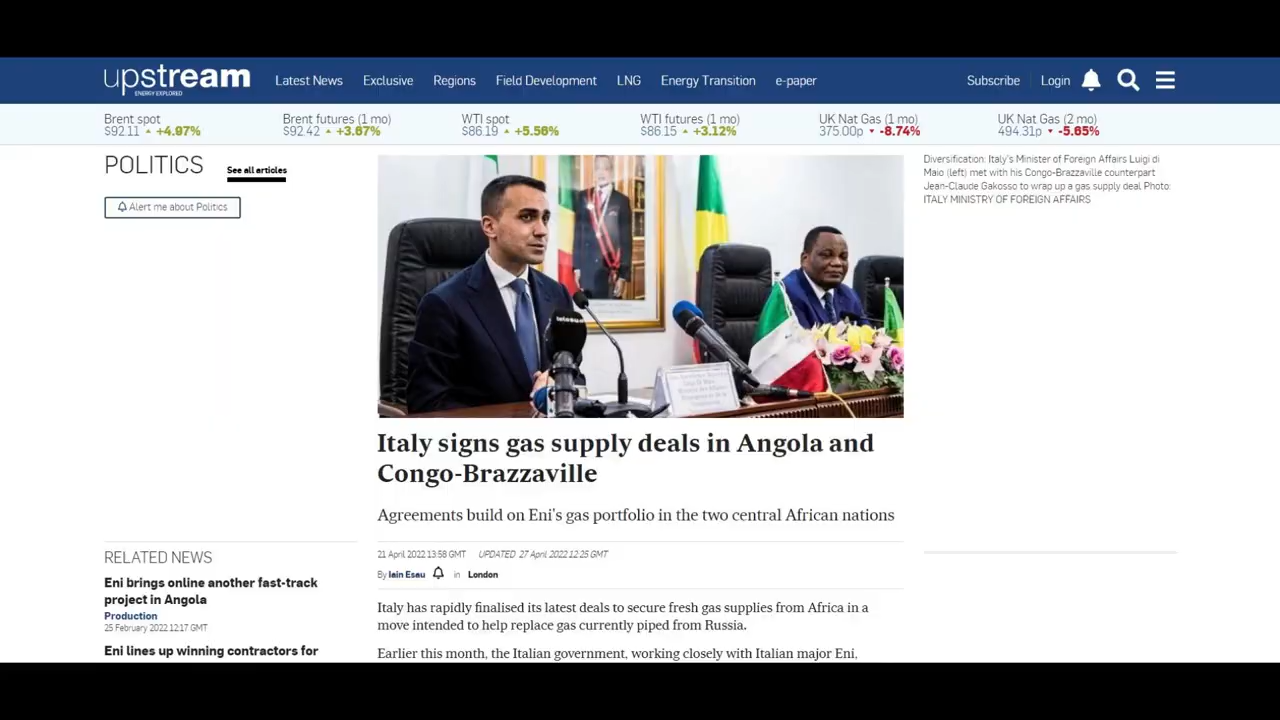 upstream
ENERGY EXPLORED
Latest News
Exclusive
Regions
Field Development
LNG
Energy Transition
e-paper
Subscribe
Login
Brent spot
$92.11 +4.97%
Brent futures (1 mo)
$92.42 +3.67%
WTI spot
$86.19 +5.56%
WTI futures (1 mo)
$86.15 +3.12%
UK Nat Gas (1 mo)
375.00p -8.74%
UK Nat Gas (2 mo)
494.31p -5.65%
POLITICS
See all articles
Alert me about Politics
Diversification: Italy's Minister of Foreign Affairs Luigi di
Maio (left) met with his Congo-Brazzaville counterpart
Jean-Claude Gakosso to wrap up a gas supply deal Photo:
ITALY MINISTRY OF FOREIGN AFFAIRS
Italy signs gas supply deals in Angola and
Congo-Brazzaville
Agreements build on Eni's gas portfolio in the two central African nations
21 April 2022 13:58 GMT UPDATED 27 April 2022 12:25 GMT
By Iain Esau in London
Italy has rapidly finalised its latest deals to secure fresh gas supplies from Africa in a
move intended to help replace gas currently piped from Russia.
Earlier this month, the Italian government, working closely with Italian major Eni,
RELATED NEWS
Eni brings online another fast-track
project in Angola
Production
25 February 2022 12:17 GMT
Eni lines up winning contractors for